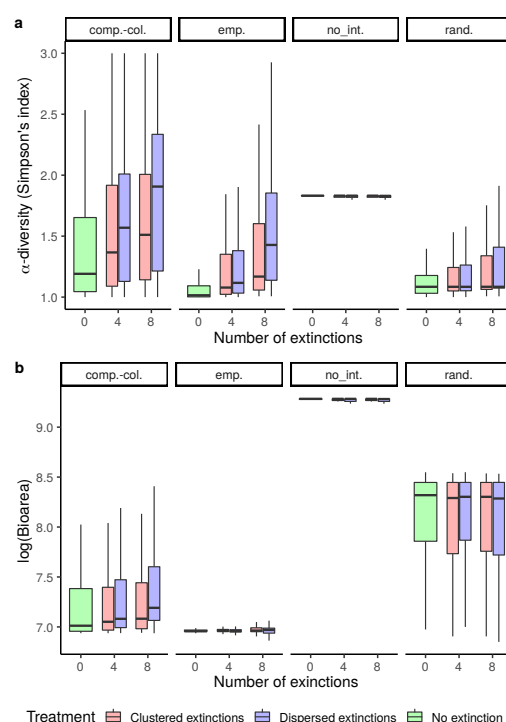 a
comp.-col. emp. no_int. rand.
α-diversity (Simpson's index)
3.0
2.5
2.0
1.5
1.0
0 4 8 0 4 8 0 4 8 0 4 8
Number of extinctions
b
comp.-col. emp. no_int. rand.
log(Bioarea)
9.0
8.5
8.0
7.5
7.0
0 4 8 0 4 8 0 4 8 0 4 8
Number of extinctions
Treatment Clustered extinctions Dispersed extinctions No extinction